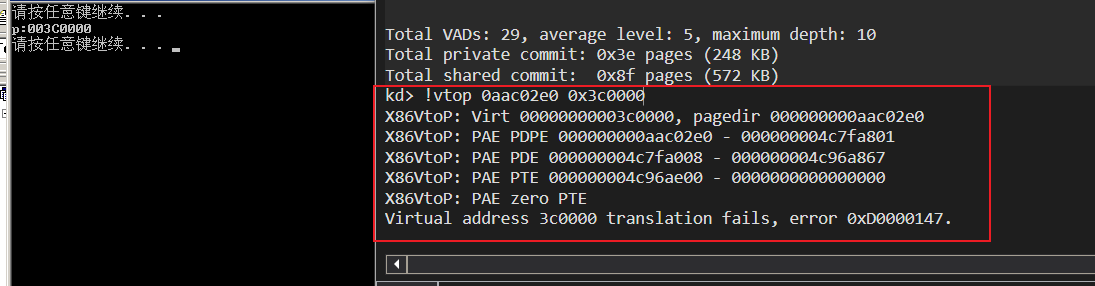 请按任意键继续. . .
p:003C0000
请按任意键继续. . .
Total VADs: 29, average level: 5, maximum depth: 10
Total private commit: 0x3e pages (248 KB)
Total shared commit:  0x8f pages (572 KB)
kd> !vtop 0aac02e0 0x3c0000
X86VtoP: Virt 00000000003c0000, pagedir 000000000aac02e0
X86VtoP: PAE PDPE 000000000aac02e0 - 000000004c7fa801
X86VtoP: PAE PDE 000000004c7fa008 - 000000004c96a867
X86VtoP: PAE PTE 000000004c96ae00 - 0000000000000000
X86VtoP: PAE zero PTE
Virtual address 3c0000 translation fails, error 0xD0000147.